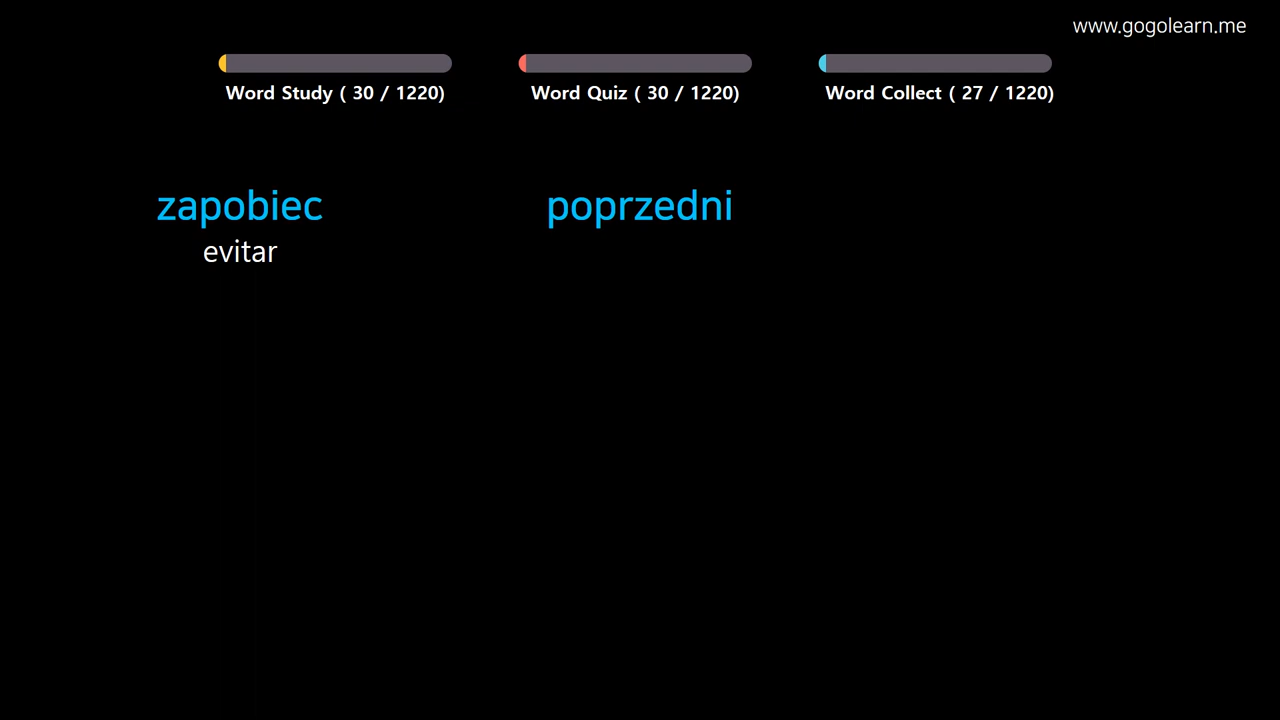 www.gogolearn.me
Word Study ( 30 / 1220)
Word Quiz ( 30 / 1220)
Word Collect ( 27 / 1220)
zapobiec
evitar
poprzedni